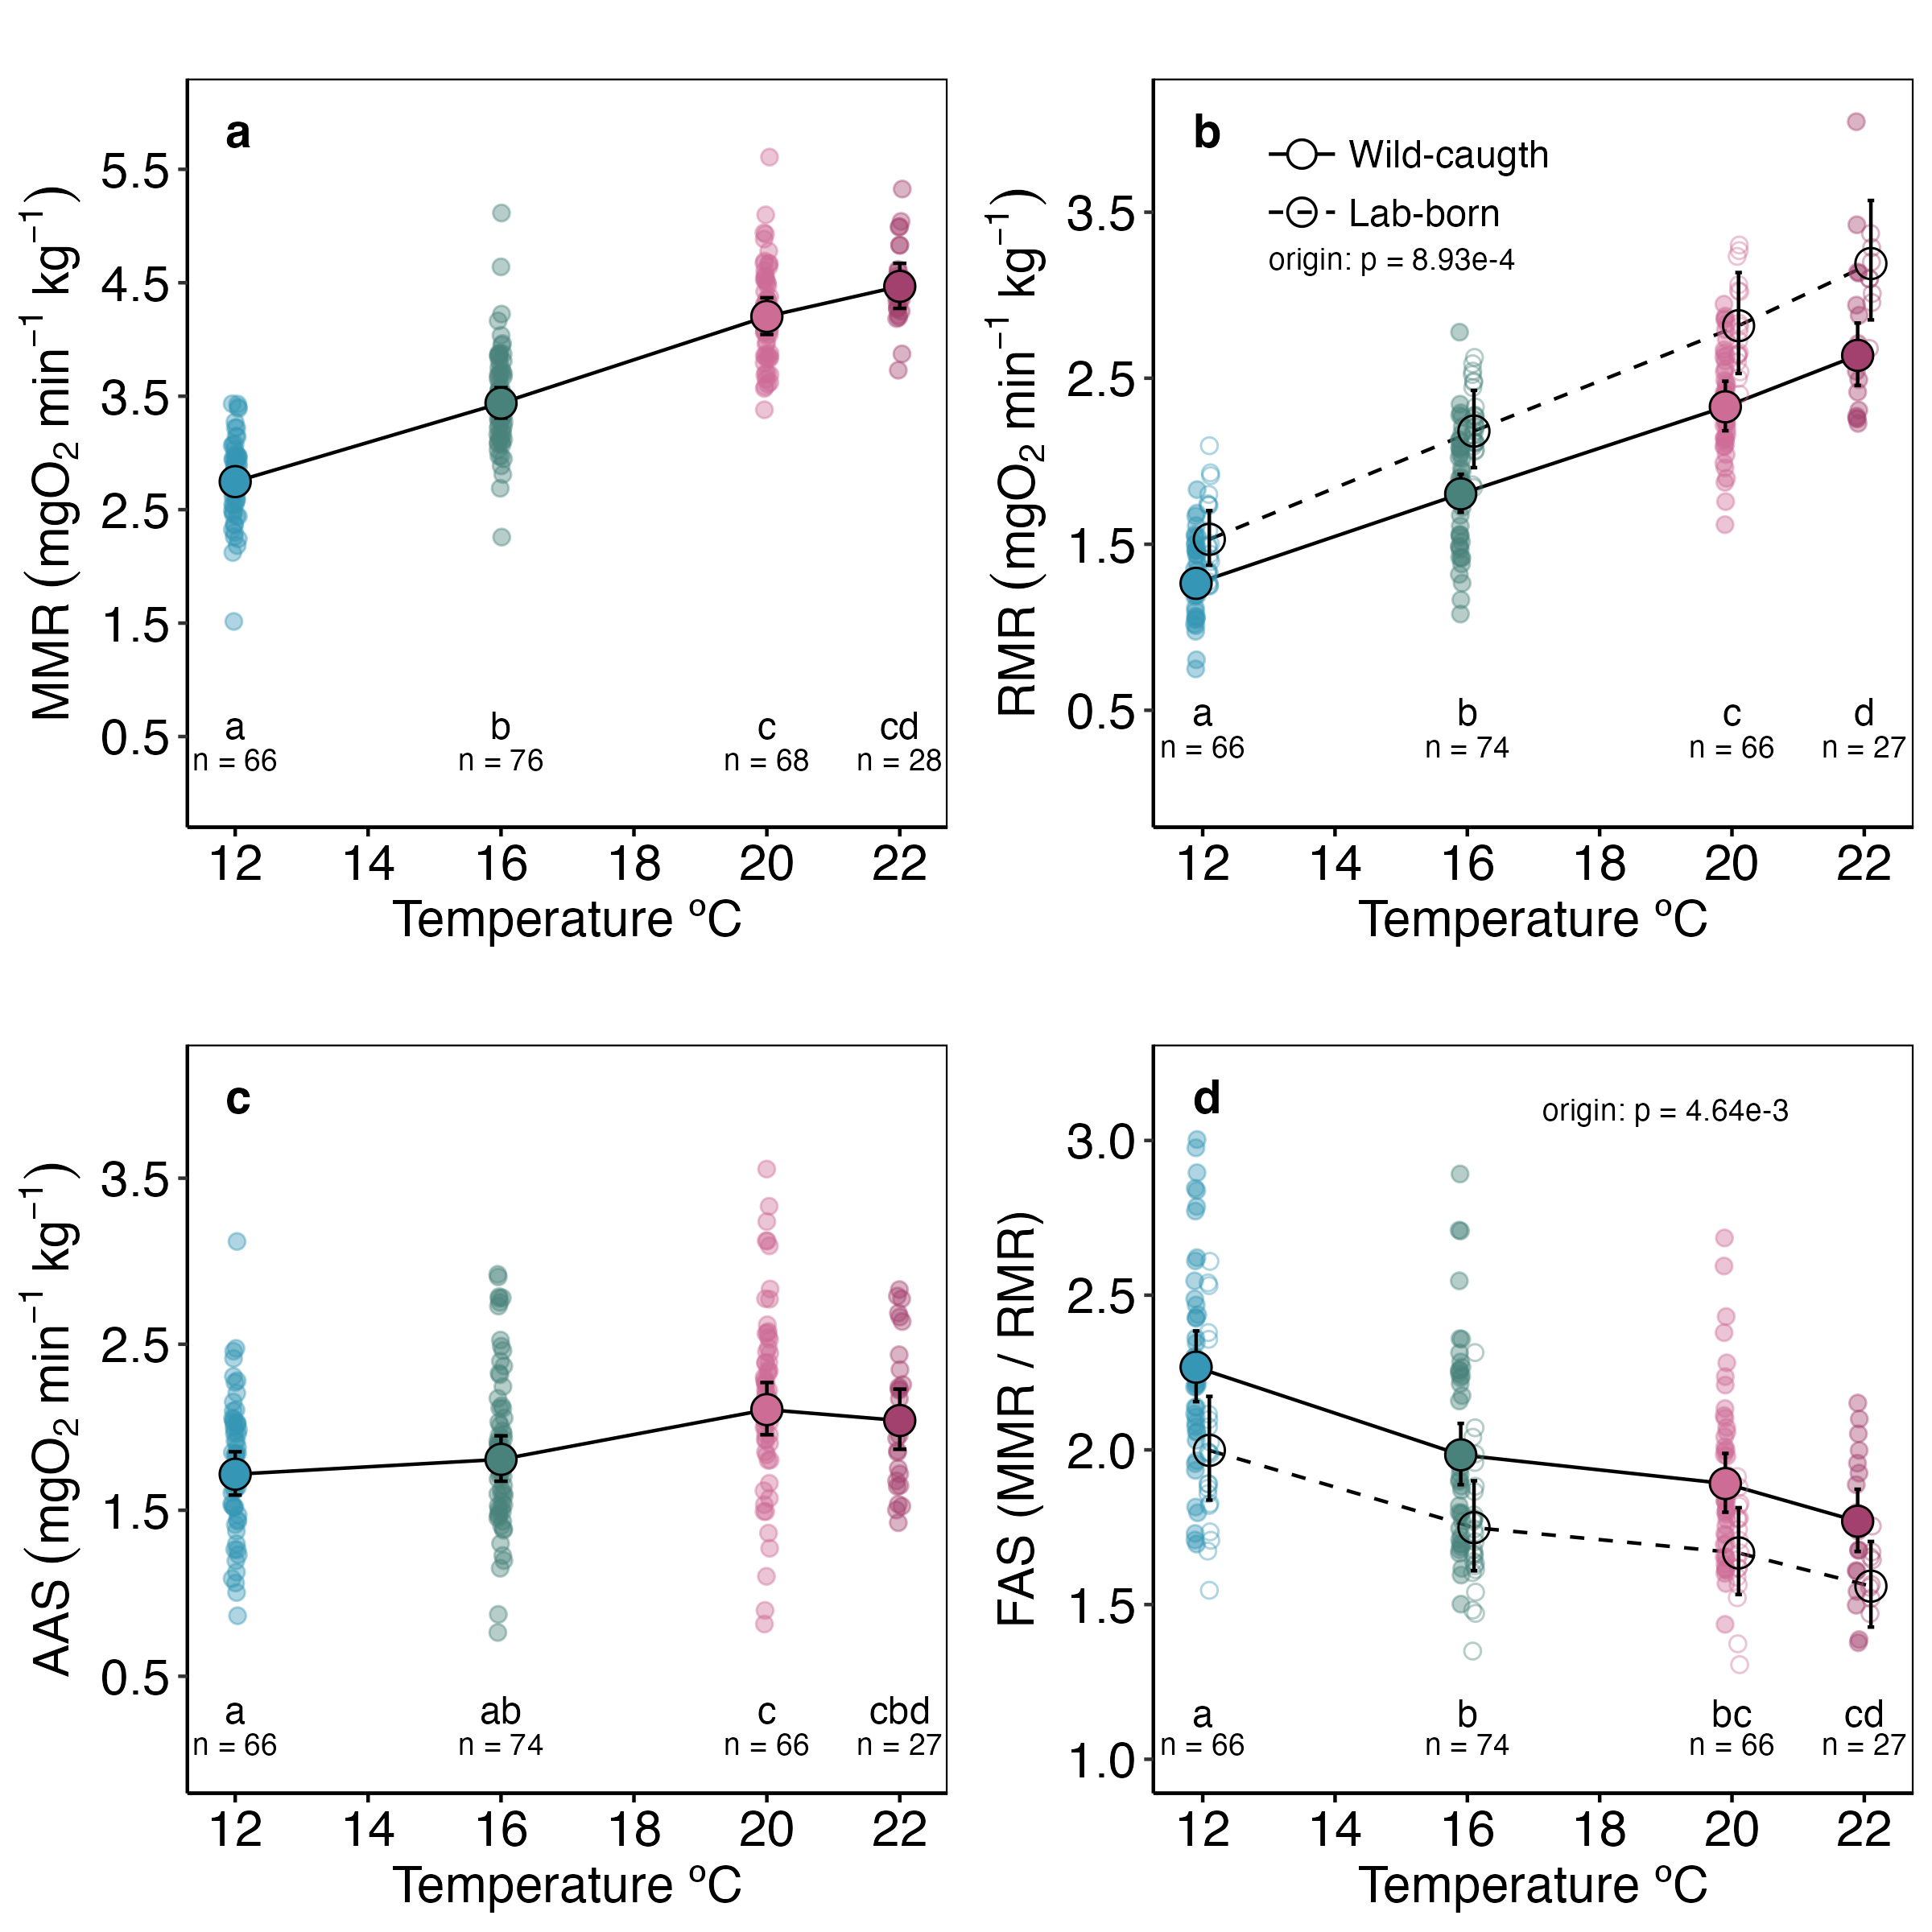 a
5.5
4.5
3.5
2.5
1.5
0.5
MMR (mgO₂ min⁻¹ kg⁻¹)
a b c cd
n = 66 n = 76 n = 68 n = 28
12 14 16 18 20 22
Temperature ºC
b
Wild-caugth
Lab-born
origin: p = 8.93e-4
3.5
2.5
1.5
0.5
RMR (mgO₂ min⁻¹ kg⁻¹)
a b c d
n = 66 n = 74 n = 66 n = 27
12 14 16 18 20 22
Temperature ºC
c
3.5
2.5
1.5
0.5
AAS (mgO₂ min⁻¹ kg⁻¹)
a ab c cbd
n = 66 n = 74 n = 66 n = 27
12 14 16 18 20 22
Temperature ºC
d
origin: p = 4.64e-3
3.0
2.5
2.0
1.5
1.0
FAS (MMR / RMR)
a b bc cd
n = 66 n = 74 n = 66 n = 27
12 14 16 18 20 22
Temperature ºC